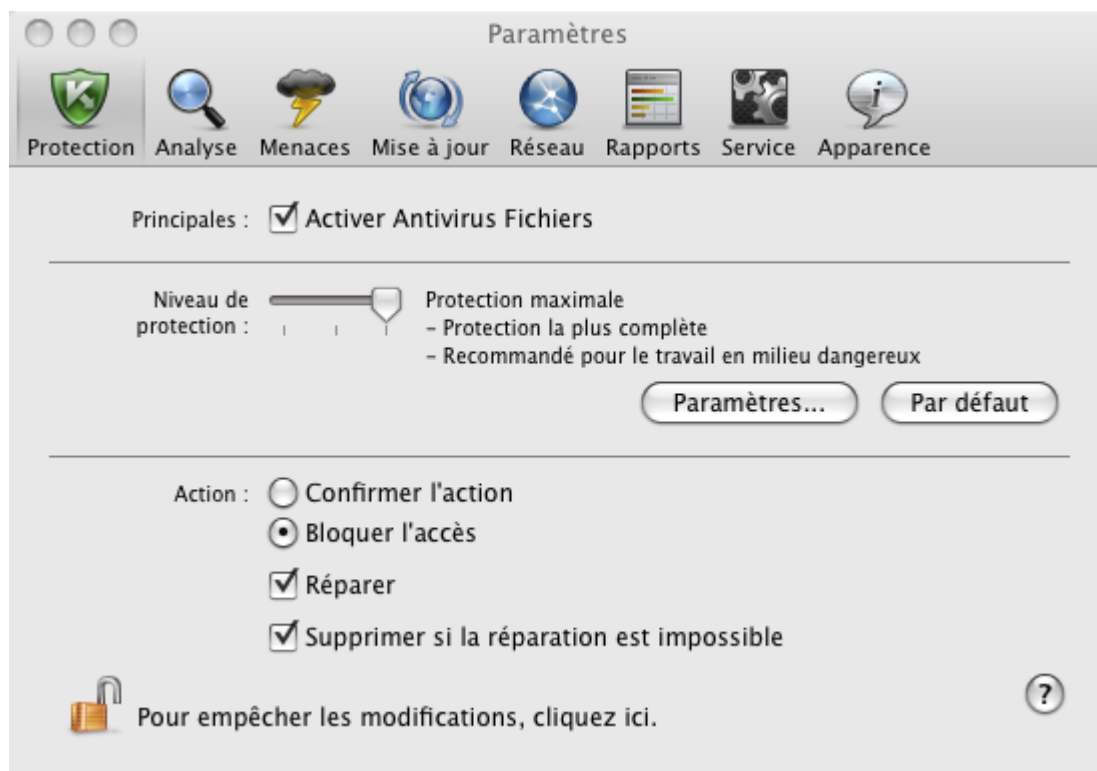 Paramètres
Protection Analyse Menaces Mise à jour Réseau Rapports Service Apparence
Principales : Activer Antivirus Fichiers
Niveau de protection :
Protection maximale
– Protection la plus complète
– Recommandé pour le travail en milieu dangereux
Paramètres... Par défaut
Action : Confirmer l'action
Bloquer l'accès
Réparer
Supprimer si la réparation est impossible
Pour empêcher les modifications, cliquez ici. ?